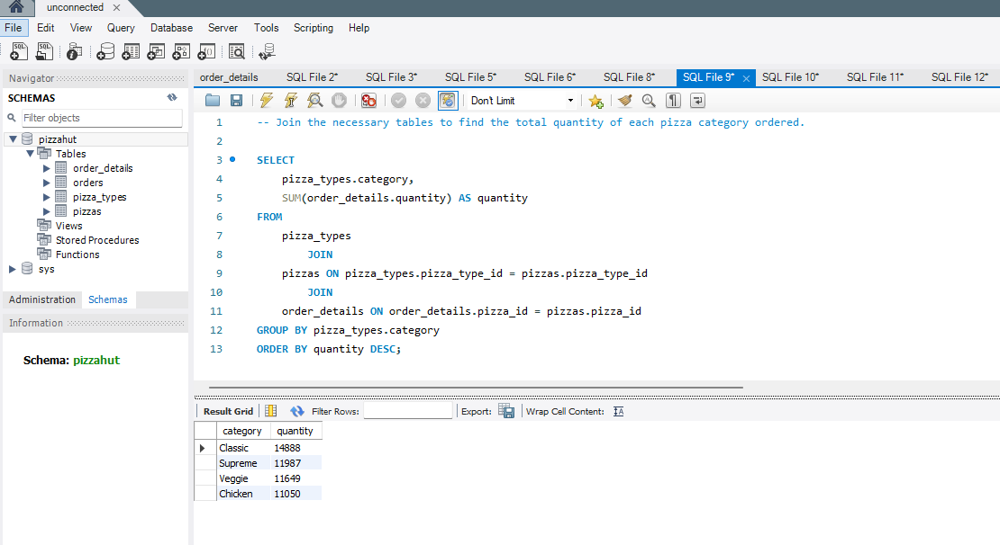 unconnected
File Edit View Query Database Server Tools Scripting Help
Navigator
SCHEMAS
Filter objects
pizzahut
Tables
order_details
orders
pizza_types
pizzas
Views
Stored Procedures
Functions
sys
Administration Schemas
Information
Schema: pizzahut
order_details SQL File 2* SQL File 3* SQL File 5* SQL File 6* SQL File 8* SQL File 9* SQL File 10* SQL File 11* SQL File 12*
Don't Limit
1 -- Join the necessary tables to find the total quantity of each pizza category ordered.
2
3 SELECT
4 pizza_types.category,
5 SUM(order_details.quantity) AS quantity
6 FROM
7 pizza_types
8 JOIN
9 pizzas ON pizza_types.pizza_type_id = pizzas.pizza_type_id
10 JOIN
11 order_details ON order_details.pizza_id = pizzas.pizza_id
12 GROUP BY pizza_types.category
13 ORDER BY quantity DESC;
Result Grid Filter Rows: Export: Wrap Cell Content:
category quantity
Classic 14888
Supreme 11987
Veggie 11649
Chicken 11050